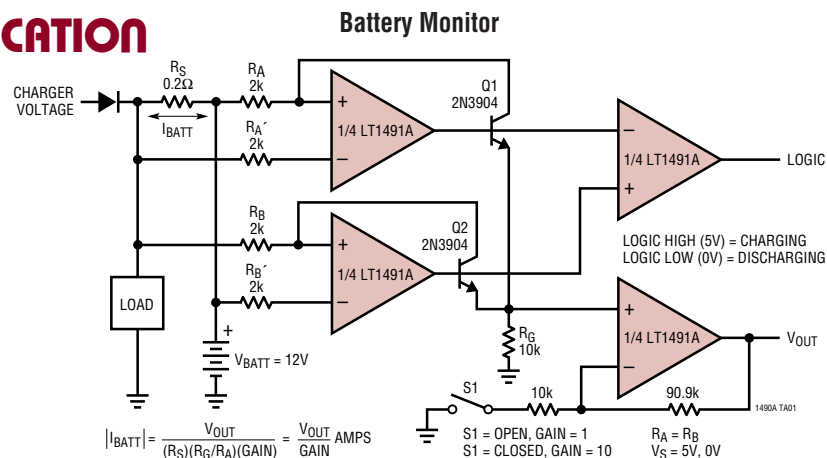 CATION
Battery Monitor
CHARGER
VOLTAGE
RS
0.2Ω
IBATT
RA
2k
RA´
2k
+
−
1/4 LT1491A
Q1
2N3904
−
1/4 LT1491A
+
LOGIC
RB
2k
RB´
2k
+
1/4 LT1491A
−
Q2
2N3904
LOGIC HIGH (5V) = CHARGING
LOGIC LOW (0V) = DISCHARGING
LOAD
+
VBATT = 12V
RG
10k
+
1/4 LT1491A
−
VOUT
S1
10k
90.9k
1490A TA01
S1 = OPEN, GAIN = 1
S1 = CLOSED, GAIN = 10
RA = RB
VS = 5V, 0V
|IBATT| = VOUT / (RS)(RG/RA)(GAIN) = VOUT / GAIN AMPS